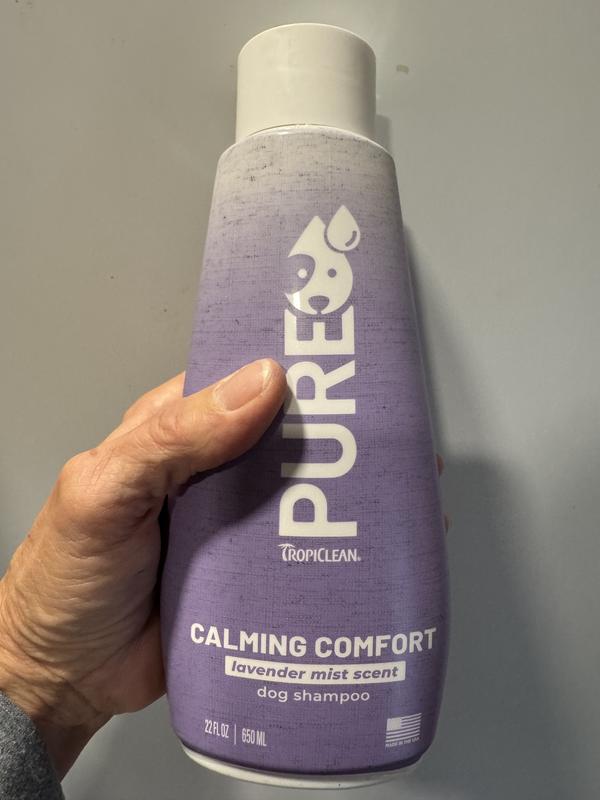 PURE
TROPICLEAN®
CALMING COMFORT
lavender mist scent
dog shampoo
22 FL OZ | 650 ML
MADE IN THE USA